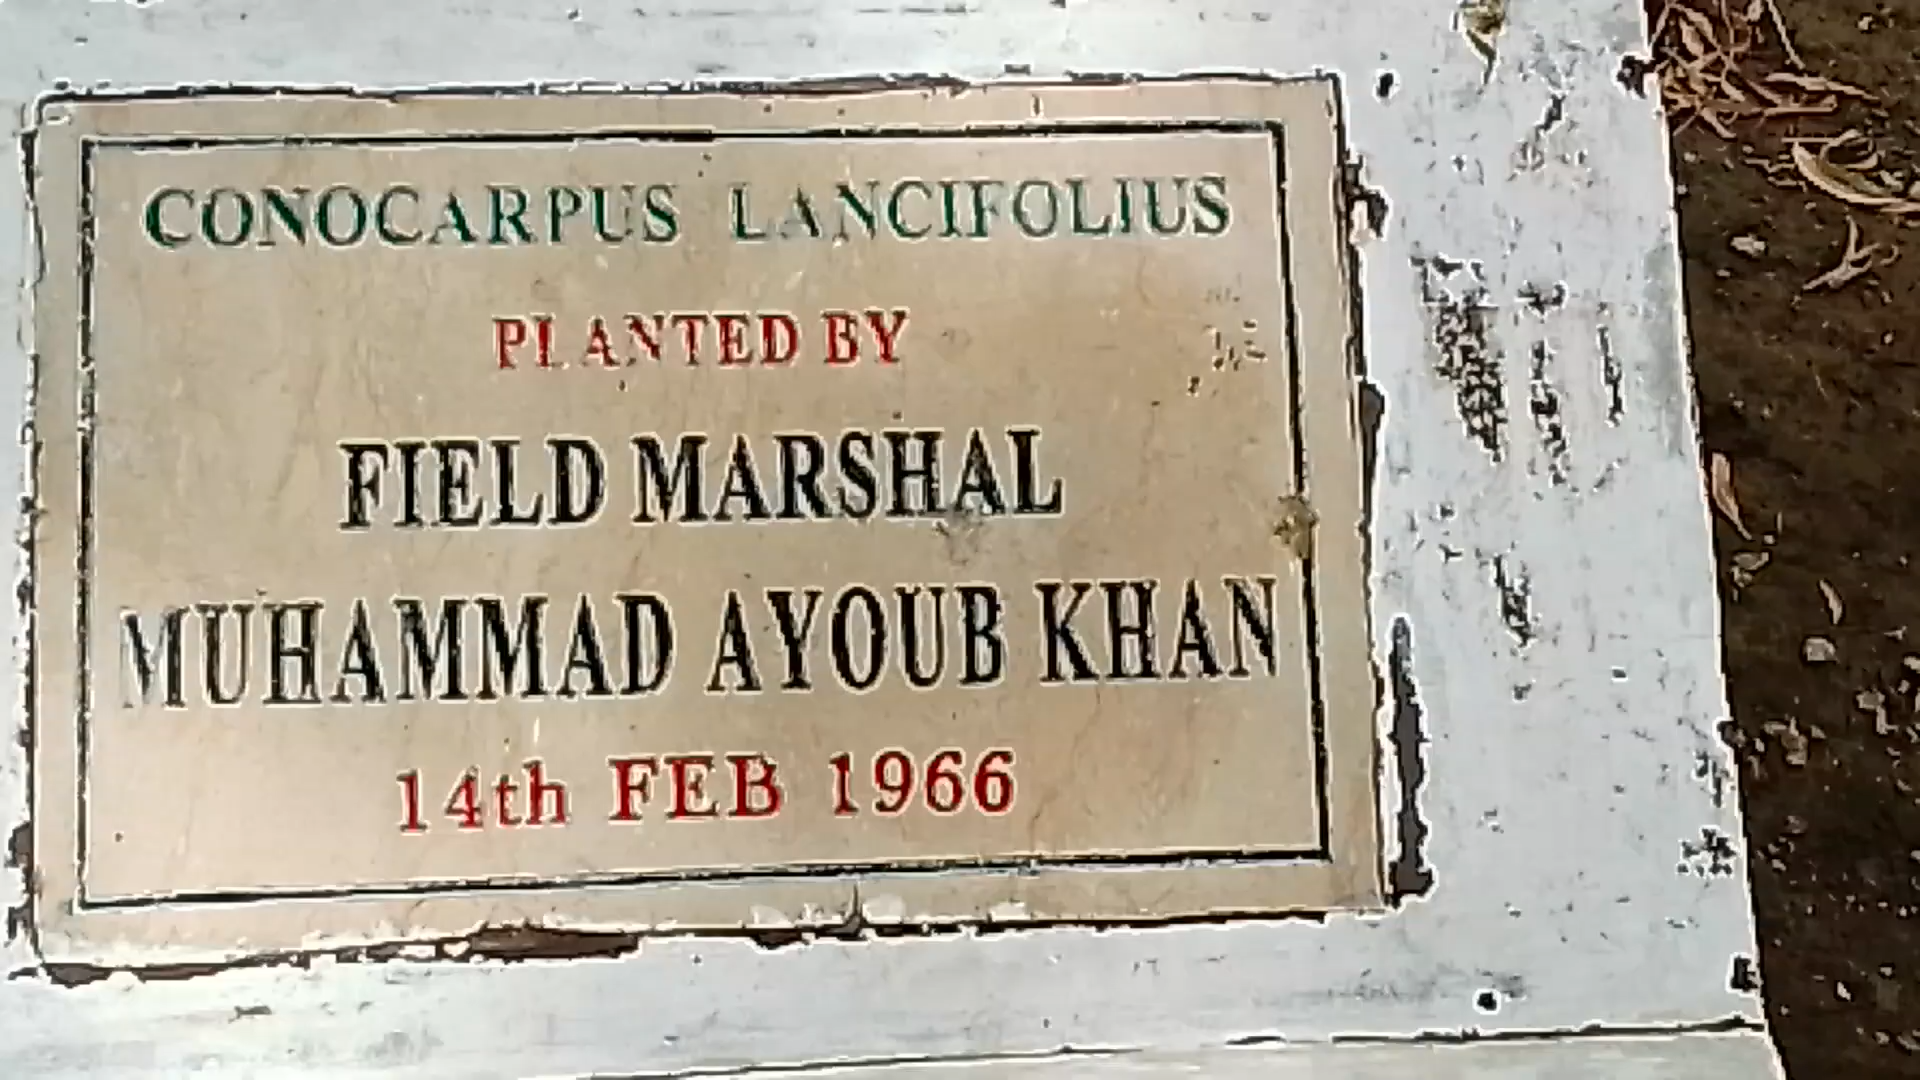 CONOCARPUS LANCIFOLIUS
PLANTED BY
FIELD MARSHAL
MUHAMMAD AYOUB KHAN
14th FEB 1966